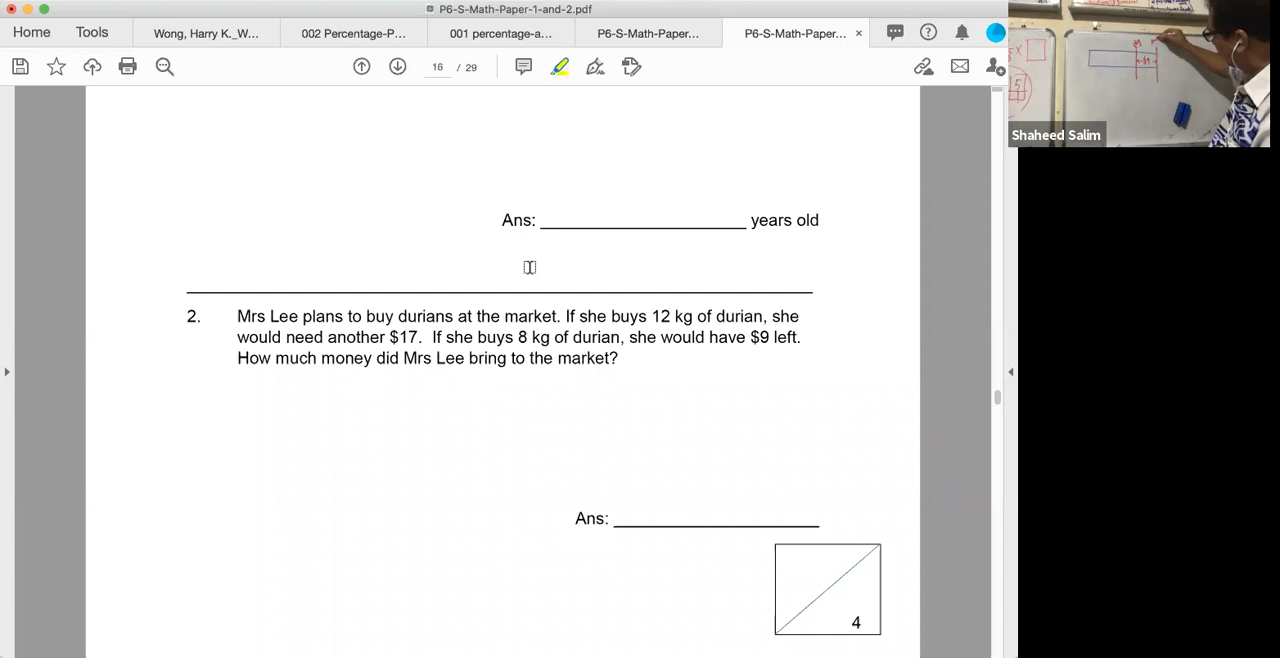 P6-S-Math-Paper-1-and-2.pdf
Home
Tools
Wong, Harry K._W...
002 Percentage-P...
001 percentage-a...
P6-S-Math-Paper...
P6-S-Math-Paper...
16 / 29
Shaheed Salim
Ans: ____________________ years old
2. Mrs Lee plans to buy durians at the market. If she buys 12 kg of durian, she
would need another $17. If she buys 8 kg of durian, she would have $9 left.
How much money did Mrs Lee bring to the market?
Ans: ____________________
4